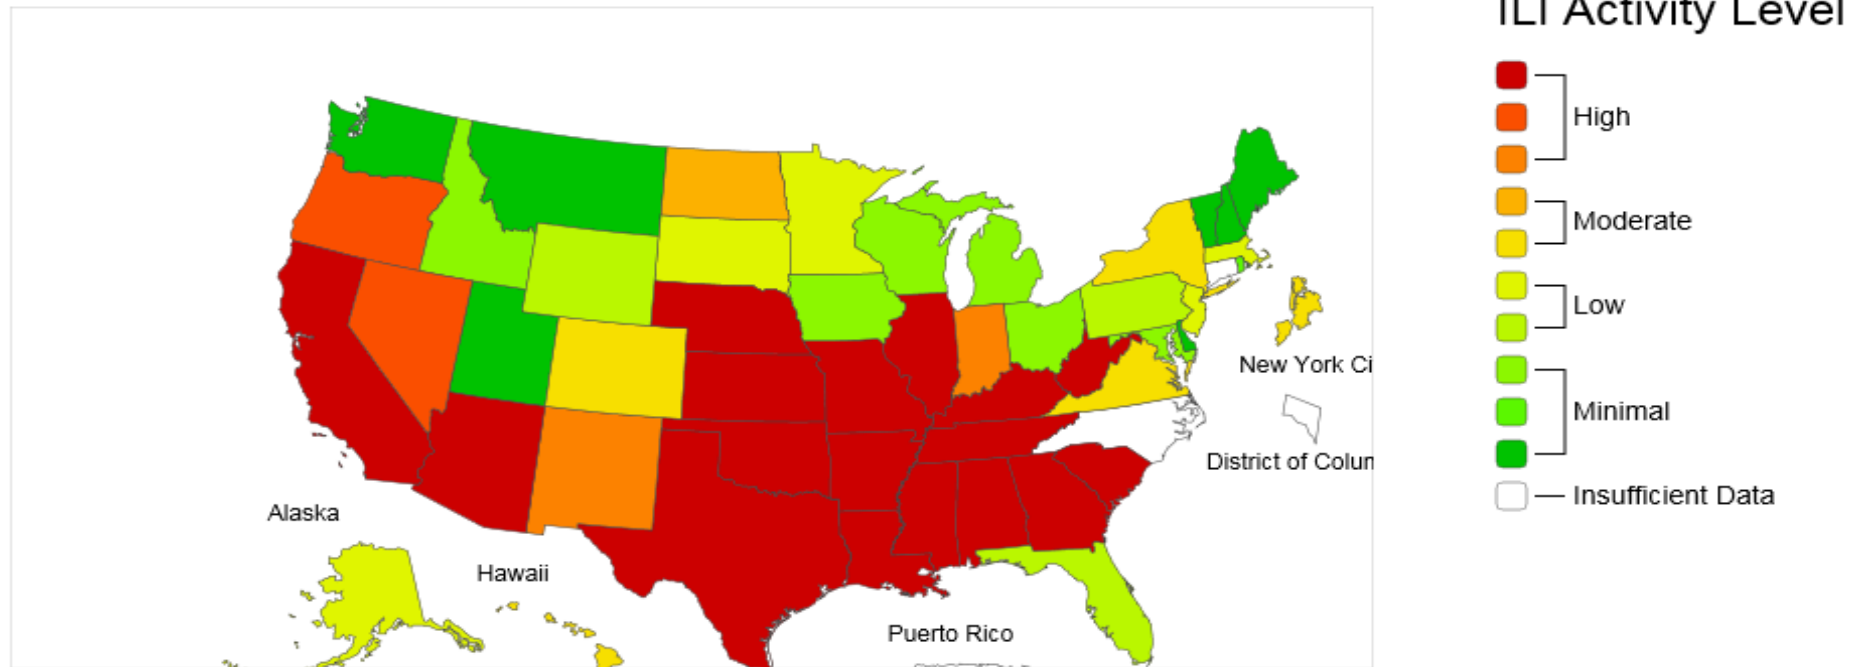 ILI Activity Level
High
Moderate
Low
Minimal
Insufficient Data
New York Ci
District of Colun
Alaska
Hawaii
Puerto Rico